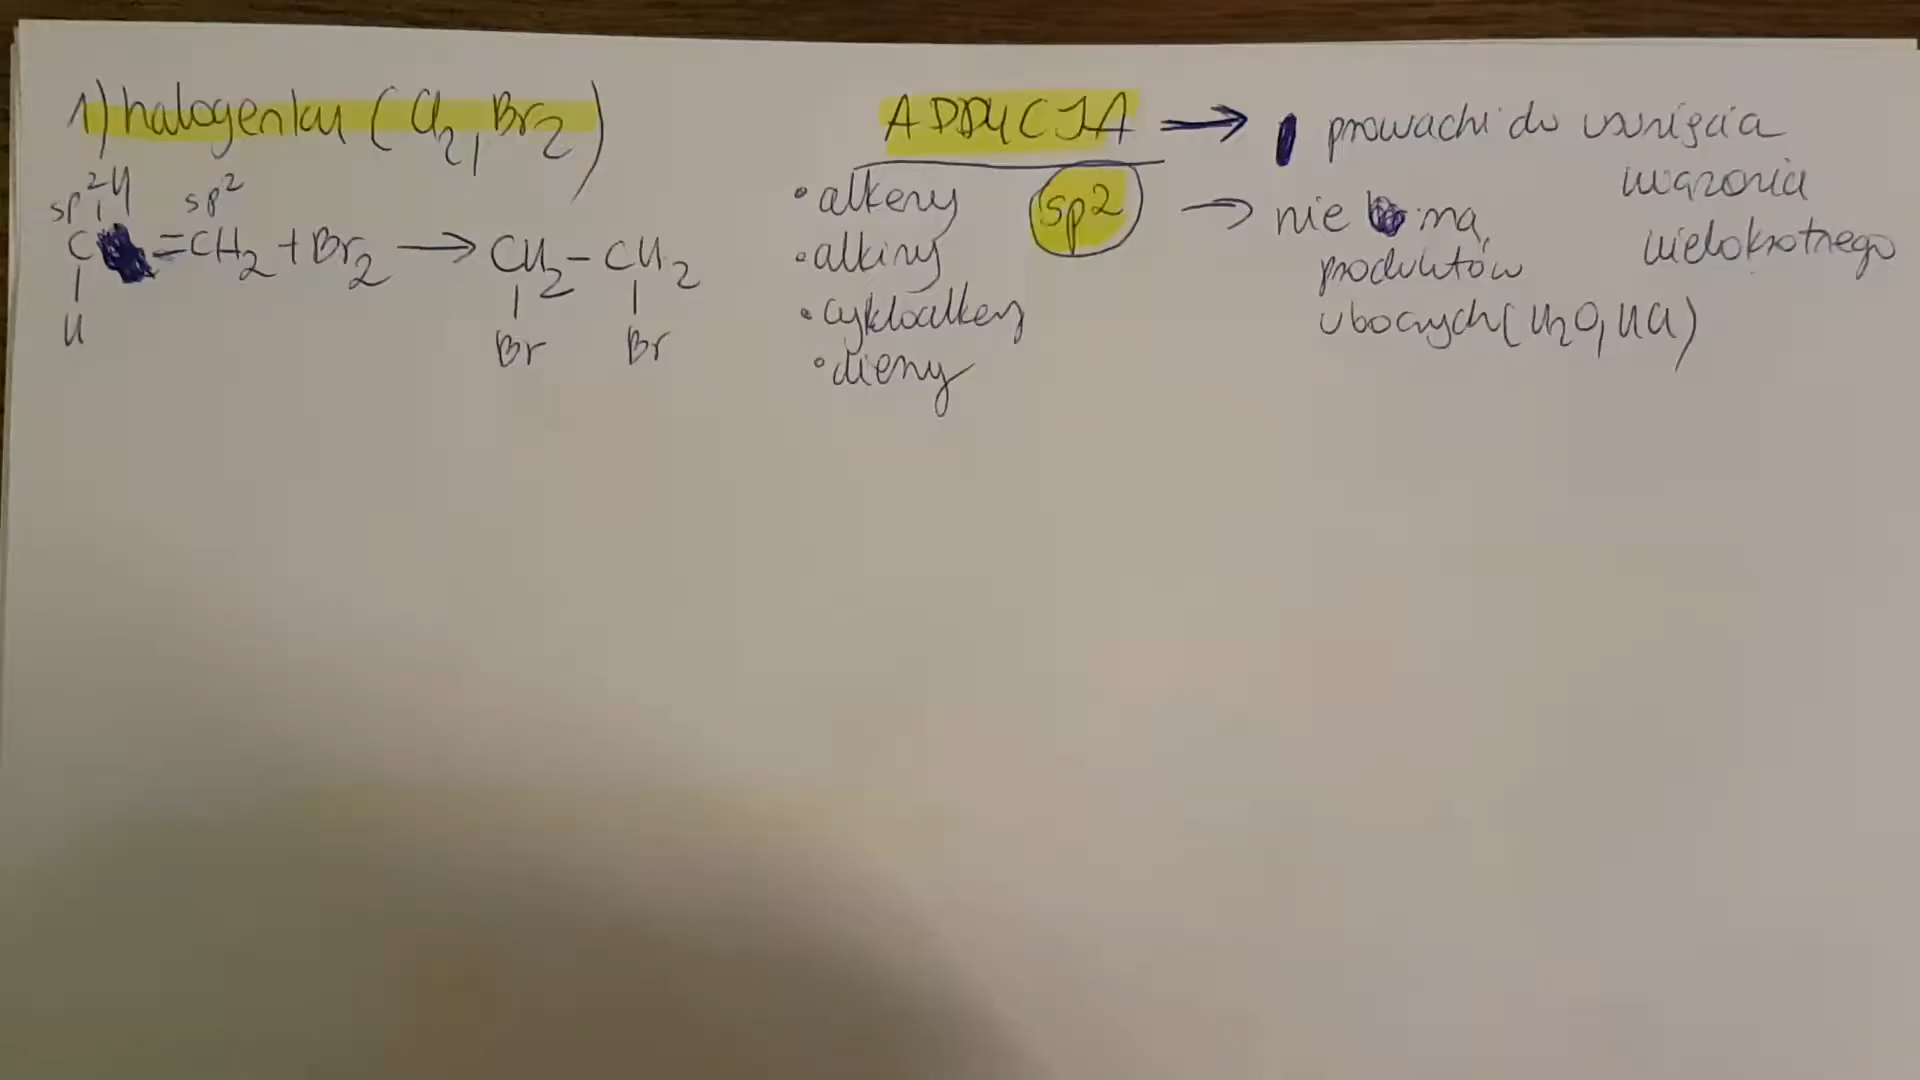 1) halogenku (Cl2, Br2)
sp2 H sp2
C =CH2 + Br2 → CH2 - CH2
H
Br Br
ADDYCJA → prowadzi do usunięcia
wiązania
wielokrotnego
sp2 → nie ma
produktów
ubocznych (H2O, HCl)
• alkeny
• alkiny
• cykloalkeny
• dieny